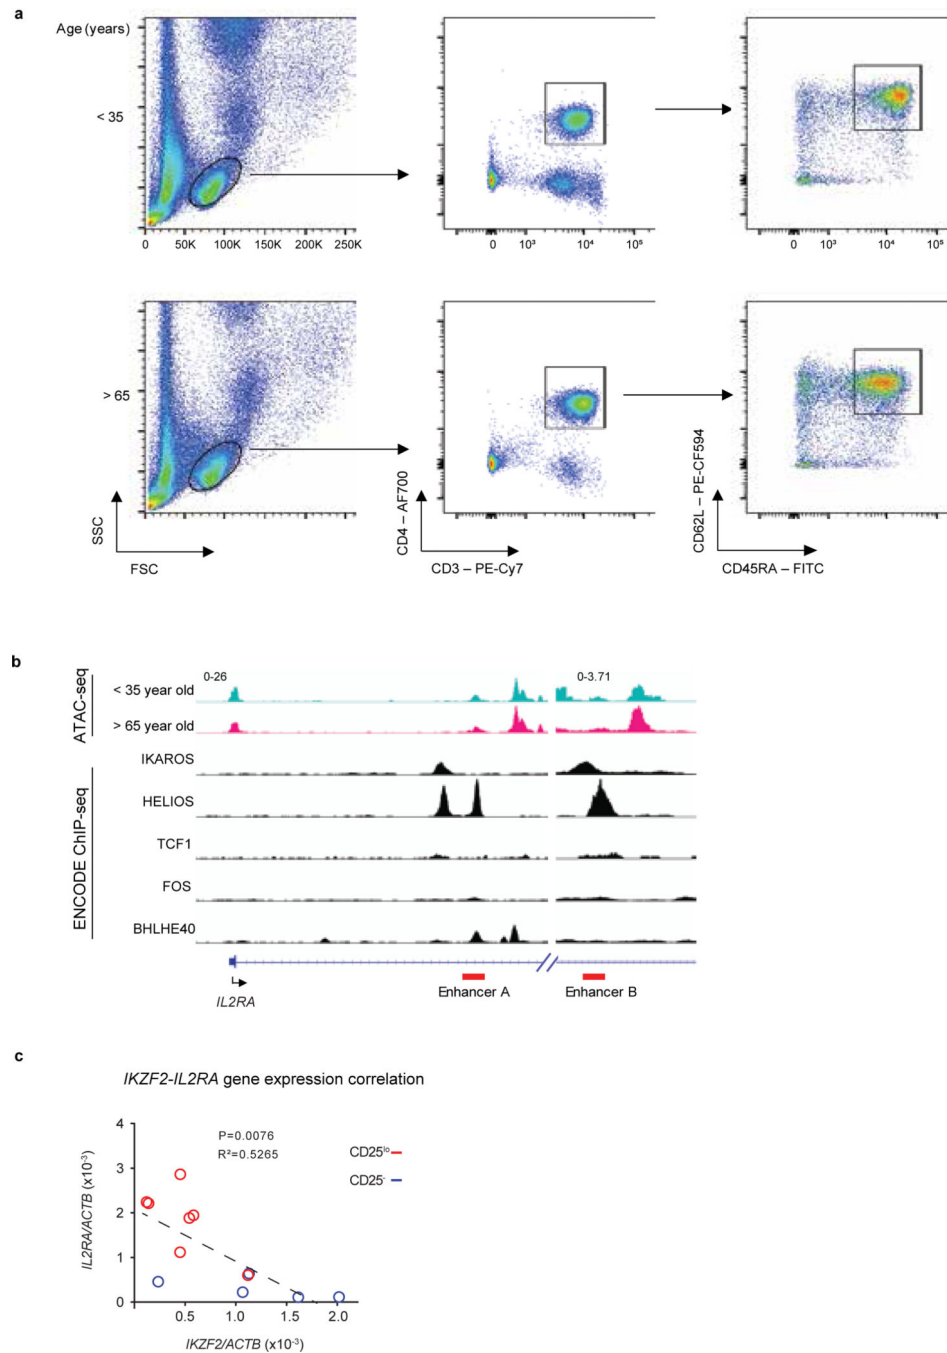 a
Age (years)
< 35
0 50K 100K 150K 200K 250K
0 10³ 10⁴ 10⁵
0 10³ 10⁴ 10⁵
> 65
SSC
FSC
CD4 – AF700
CD3 – PE-Cy7
CD62L – PE-CF594
CD45RA – FITC
b
ATAC-seq
0-26
0-3.71
< 35 year old
> 65 year old
ENCODE ChIP-seq
IKAROS
HELIOS
TCF1
FOS
BHLHE40
IL2RA
Enhancer A
Enhancer B
c
IKZF2-IL2RA gene expression correlation
P=0.0076
R²=0.5265
CD25ˡᵒ
CD25⁻
IL2RA/ACTB (x10⁻³)
4
3
2
1
0
0.5 1.0 1.5 2.0
IKZF2/ACTB (x10⁻³)